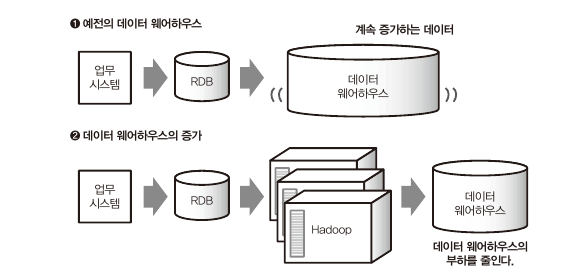 ❶ 예전의 데이터 웨어하우스
계속 증가하는 데이터
업무
시스템
RDB
데이터
웨어하우스
❷ 데이터 웨어하우스의 증가
업무
시스템
RDB
Hadoop
데이터
웨어하우스
데이터 웨어하우스의
부하를 줄인다.